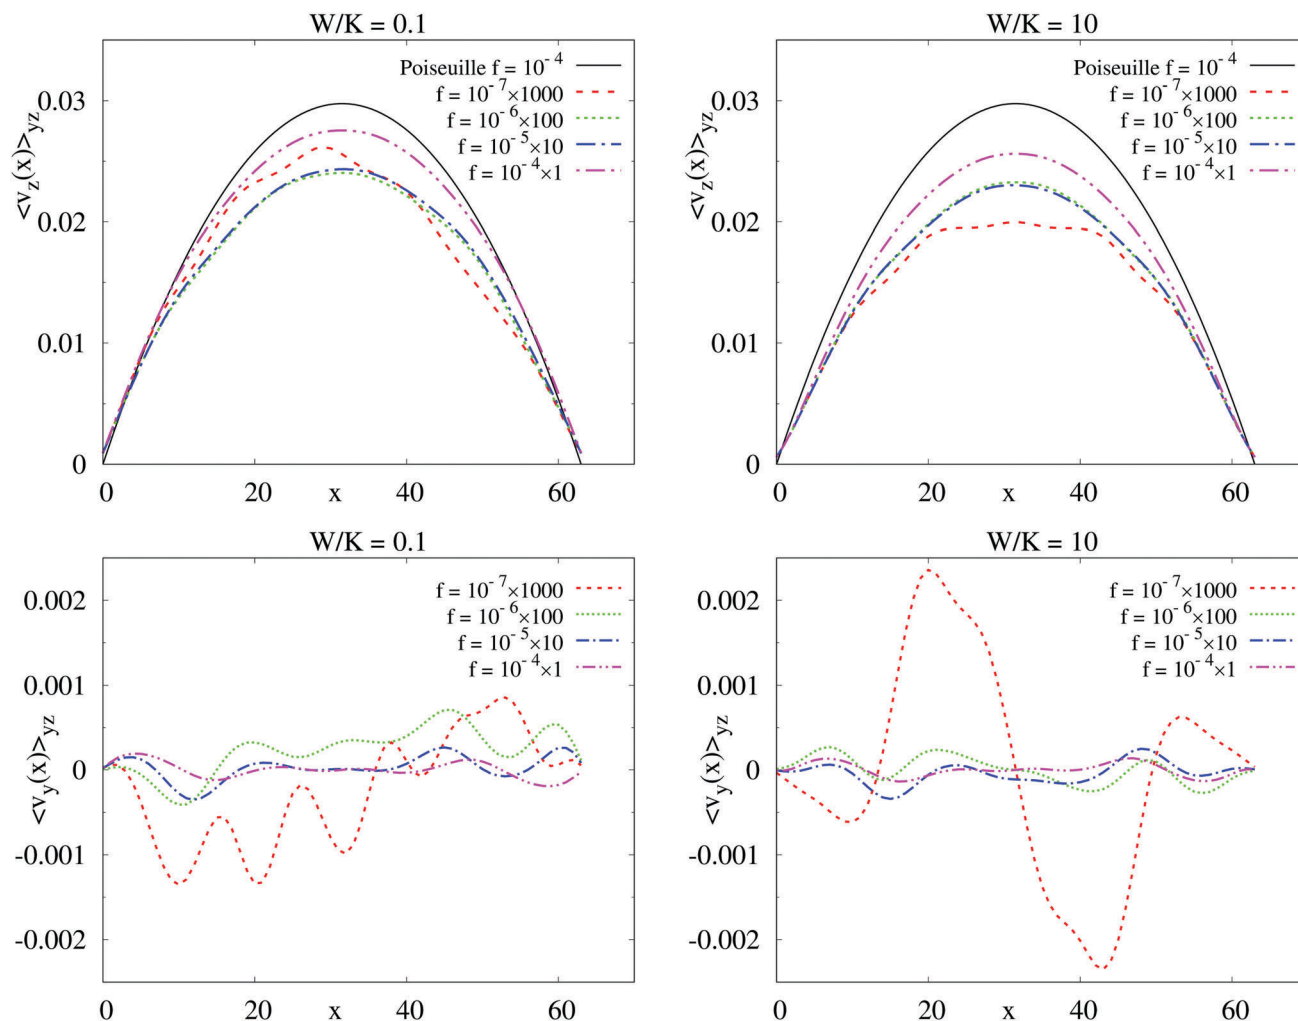 W/K = 0.1
Poiseuille f = 10⁻⁴
f = 10⁻⁷×1000
f = 10⁻⁶×100
f = 10⁻⁵×10
f = 10⁻⁴×1
<v_z(x)>_yz
0.03
0.02
0.01
0
0 20 40 60
x
W/K = 10
Poiseuille f = 10⁻⁴
f = 10⁻⁷×1000
f = 10⁻⁶×100
f = 10⁻⁵×10
f = 10⁻⁴×1
<v_z(x)>_yz
0.03
0.02
0.01
0
0 20 40 60
x
W/K = 0.1
f = 10⁻⁷×1000
f = 10⁻⁶×100
f = 10⁻⁵×10
f = 10⁻⁴×1
<v_y(x)>_yz
0.002
0.001
0
-0.001
-0.002
0 20 40 60
x
W/K = 10
f = 10⁻⁷×1000
f = 10⁻⁶×100
f = 10⁻⁵×10
f = 10⁻⁴×1
<v_y(x)>_yz
0.002
0.001
0
-0.001
-0.002
0 20 40 60
x